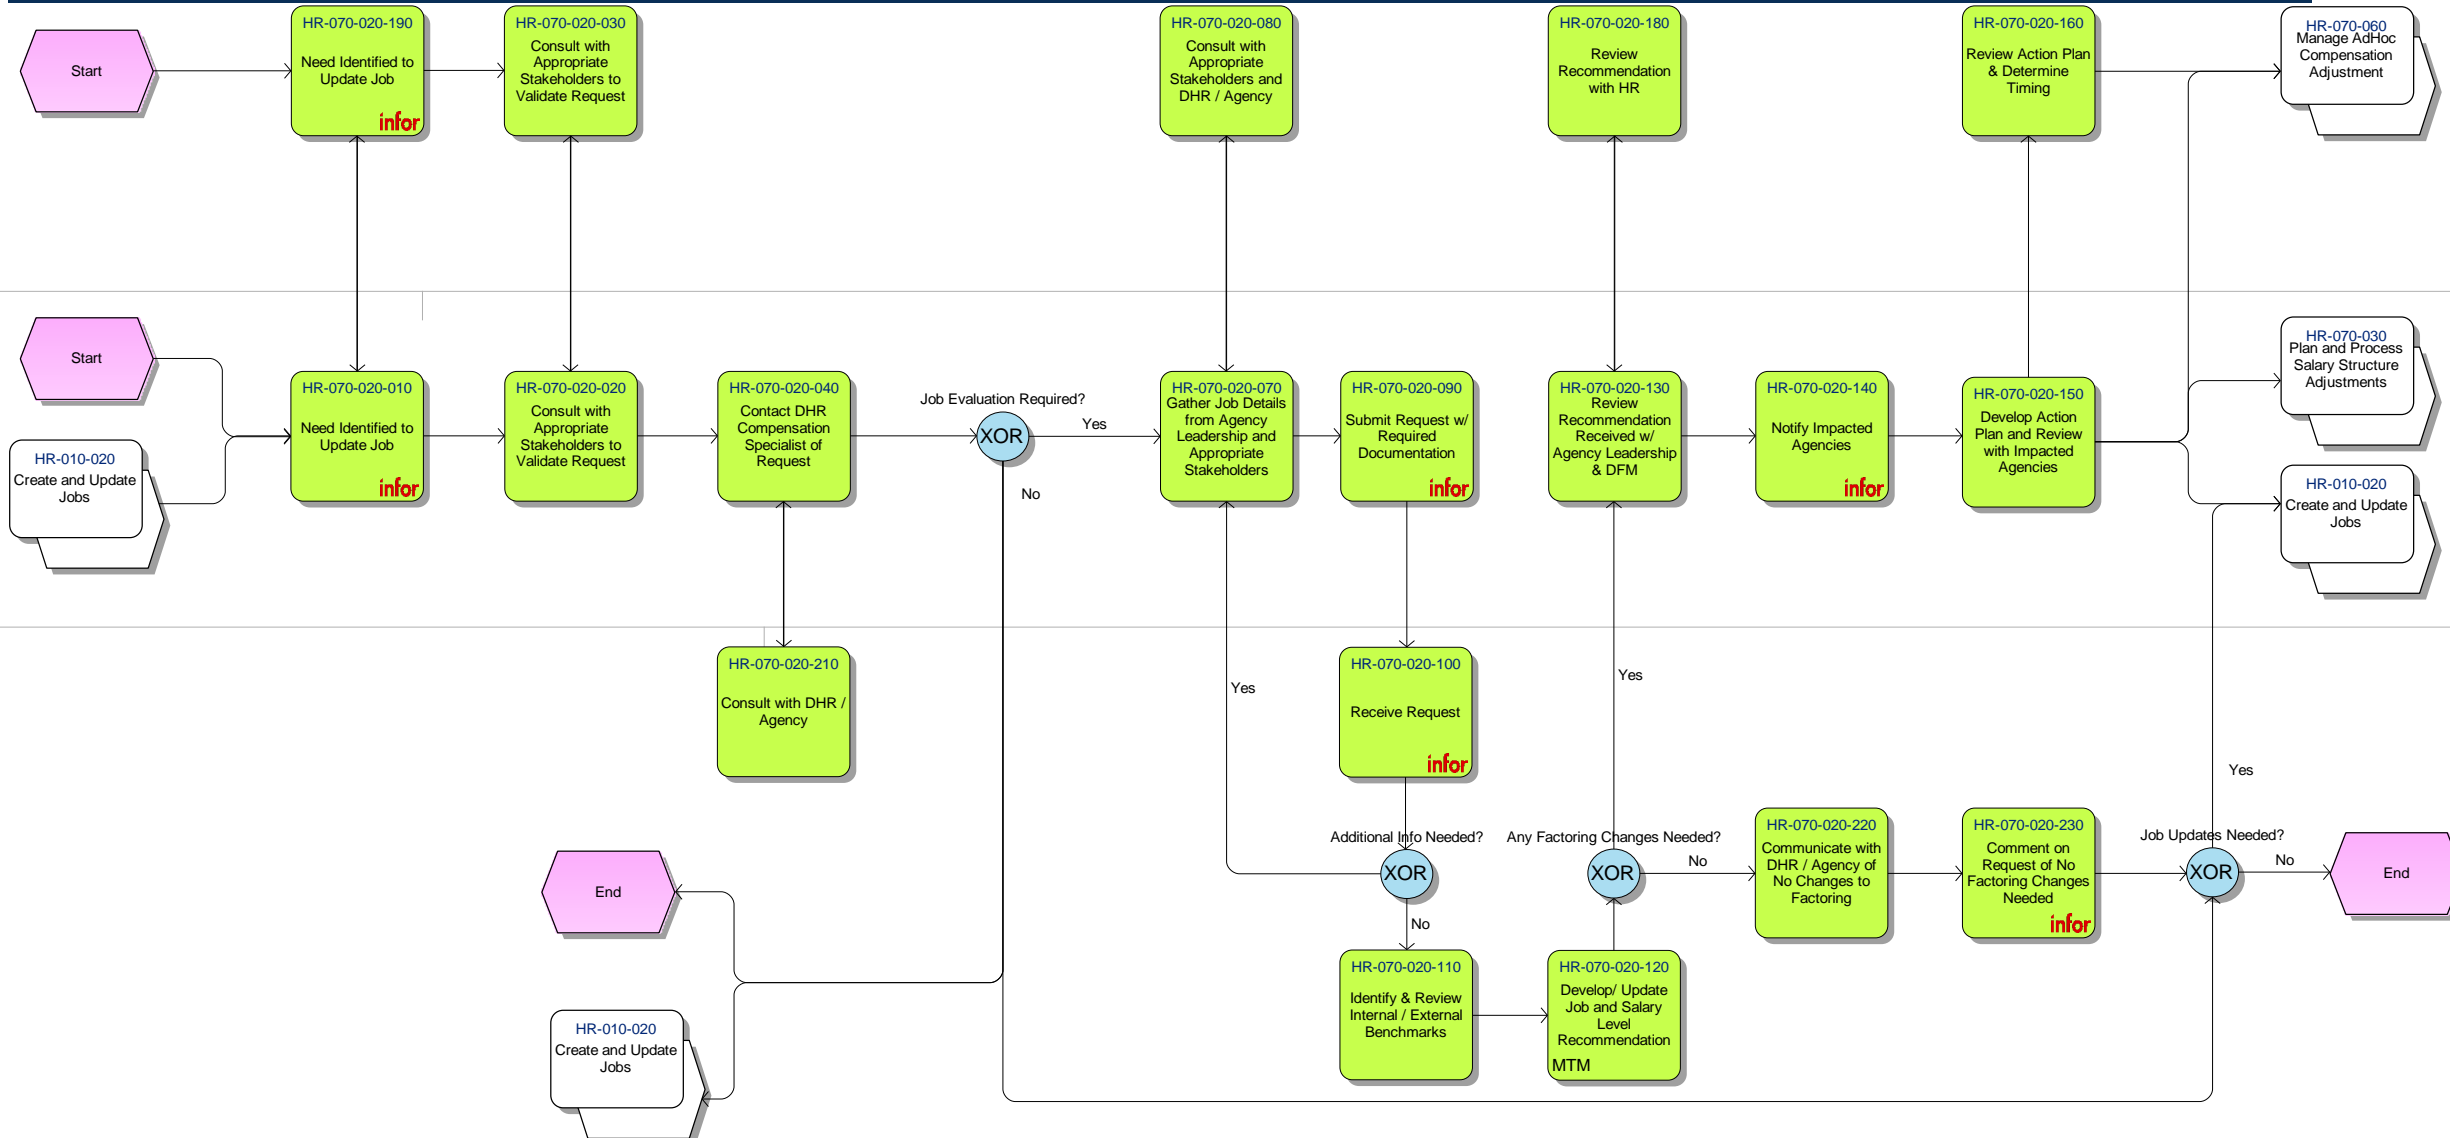 Start
HR-070-020-190
Need Identified to
Update Job
infor
HR-070-020-030
Consult with
Appropriate
Stakeholders to
Validate Request
HR-070-020-080
Consult with
Appropriate
Stakeholders and
DHR / Agency
HR-070-020-180
Review
Recommendation
with HR
HR-070-020-160
Review Action Plan
& Determine
Timing
HR-070-060
Manage AdHoc
Compensation
Adjustment
Start
HR-010-020
Create and Update
Jobs
HR-070-020-010
Need Identified to
Update Job
infor
HR-070-020-020
Consult with
Appropriate
Stakeholders to
Validate Request
HR-070-020-040
Contact DHR
Compensation
Specialist of
Request
Job Evaluation Required?
XOR
Yes
No
HR-070-020-070
Gather Job Details
from Agency
Leadership and
Appropriate
Stakeholders
HR-070-020-090
Submit Request w/
Required
Documentation
infor
HR-070-020-130
Review
Recommendation
Received w/
Agency Leadership
& DFM
HR-070-020-140
Notify Impacted
Agencies
infor
HR-070-020-150
Develop Action
Plan and Review
with Impacted
Agencies
HR-070-030
Plan and Process
Salary Structure
Adjustments
HR-010-020
Create and Update
Jobs
HR-070-020-210
Consult with DHR /
Agency
Yes
HR-070-020-100
Receive Request
infor
Yes
Yes
Additional Info Needed?
XOR
No
Any Factoring Changes Needed?
XOR
No
HR-070-020-220
Communicate with
DHR / Agency of
No Changes to
Factoring
HR-070-020-230
Comment on
Request of No
Factoring Changes
Needed
infor
Job Updates Needed?
XOR
No
End
End
HR-010-020
Create and Update
Jobs
HR-070-020-110
Identify & Review
Internal / External
Benchmarks
HR-070-020-120
Develop/ Update
Job and Salary
Level
Recommendation
MTM